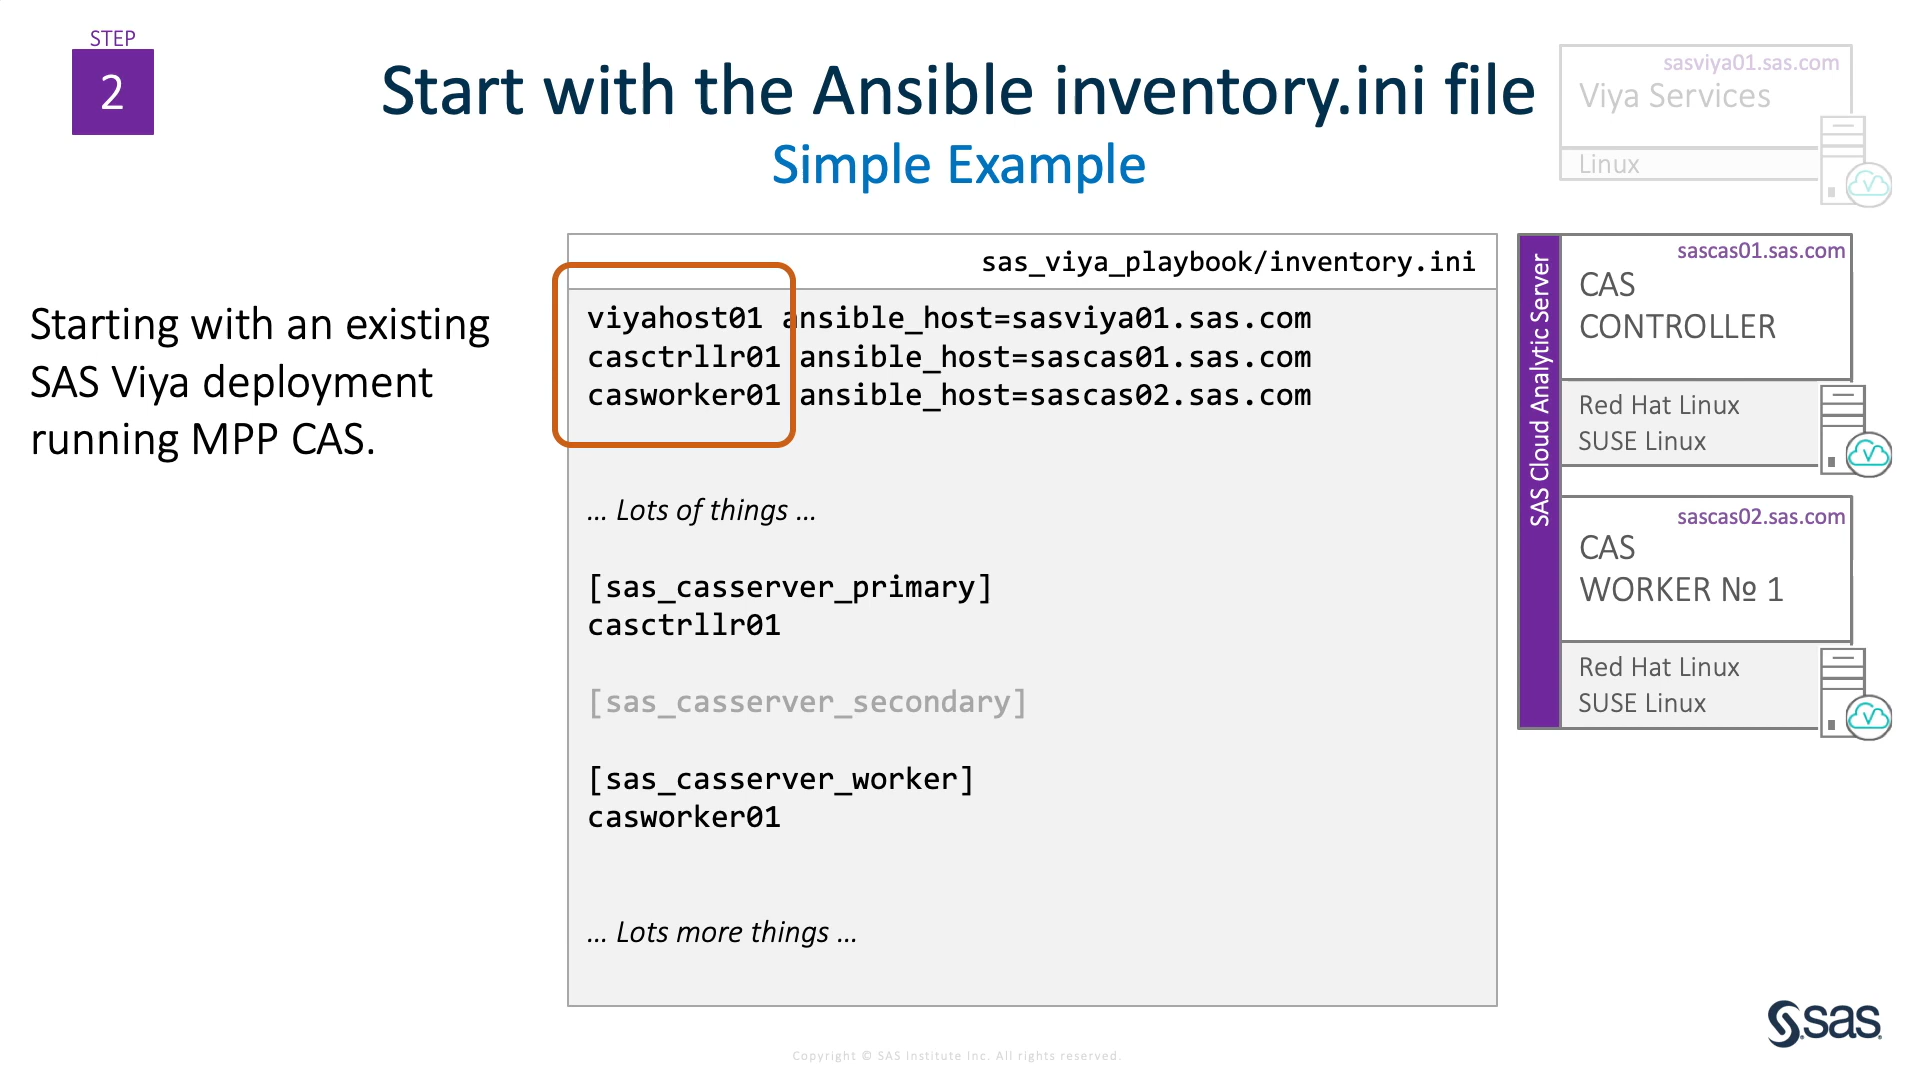 STEP
2
Start with the Ansible inventory.ini file
Simple Example
Starting with an existing
SAS Viya deployment
running MPP CAS.
sas_viya_playbook/inventory.ini
viyahost01 ansible_host=sasviya01.sas.com
casctrllr01 ansible_host=sascas01.sas.com
casworker01 ansible_host=sascas02.sas.com
... Lots of things ...
[sas_casserver_primary]
casctrllr01
[sas_casserver_secondary]
[sas_casserver_worker]
casworker01
... Lots more things ...
sasviya01.sas.com
Viya Services
Linux
SAS Cloud Analytic Server
sascas01.sas.com
CAS
CONTROLLER
Red Hat Linux
SUSE Linux
sascas02.sas.com
CAS
WORKER № 1
Red Hat Linux
SUSE Linux
sas
Copyright © SAS Institute Inc. All rights reserved.